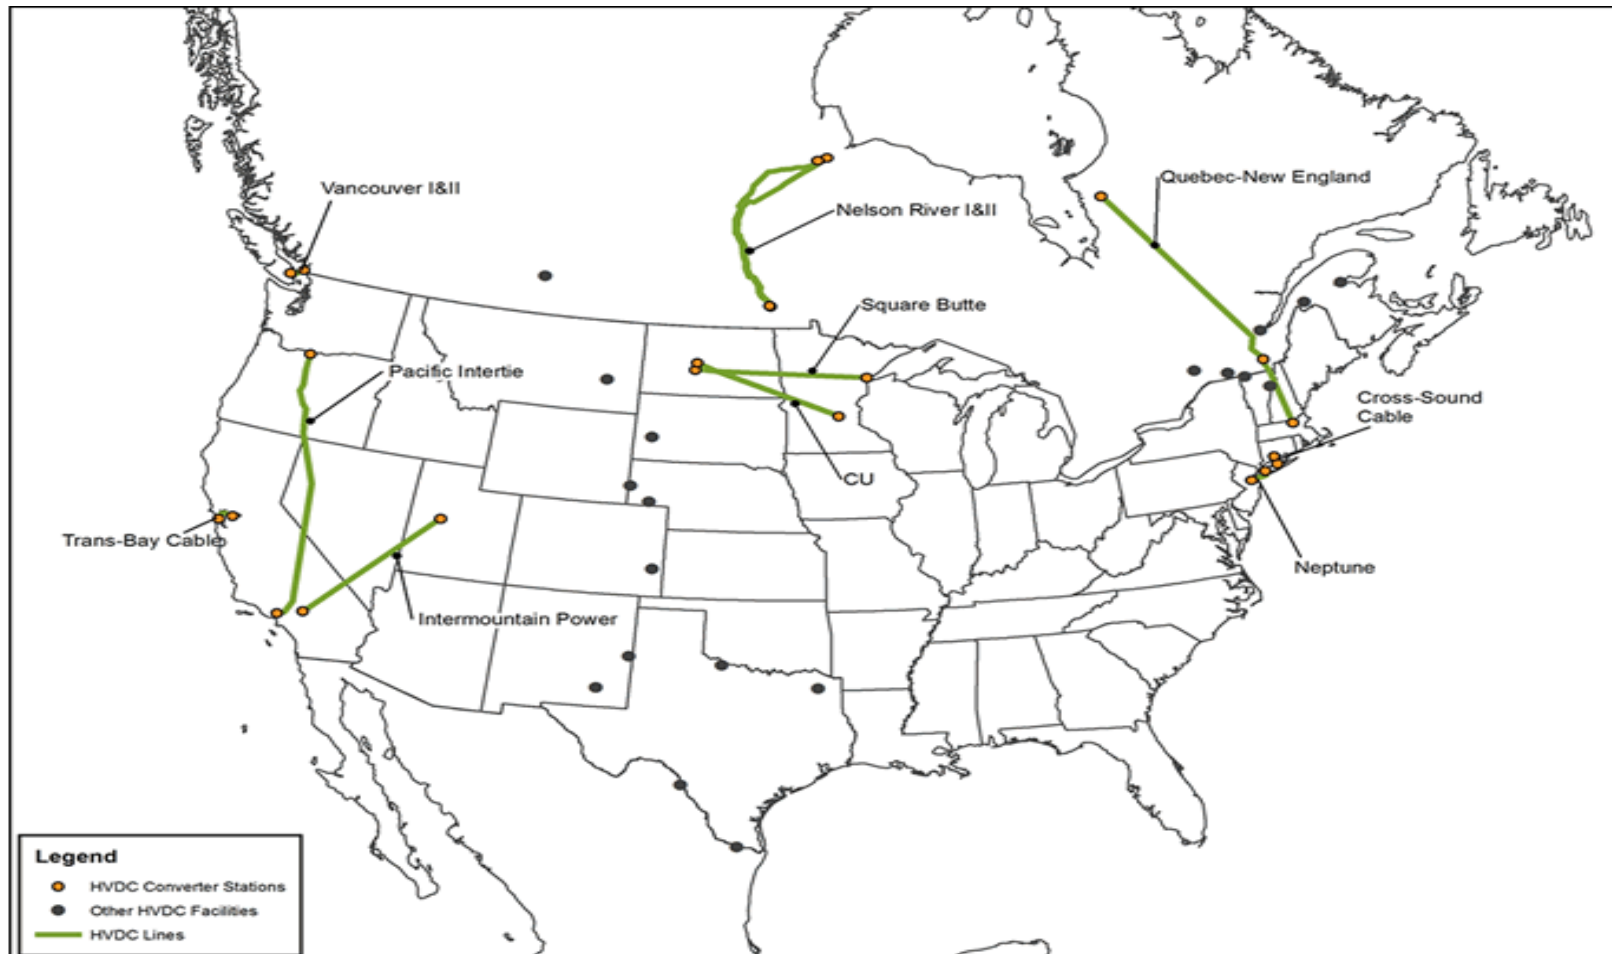 Vancouver I&II
Quebec-New England
Nelson River I&II
Square Butte
Pacific Intertie
Cross-Sound
Cable
CU
Trans-Bay Cable
Neptune
Intermountain Power
Legend
HVDC Converter Stations
Other HVDC Facilities
HVDC Lines